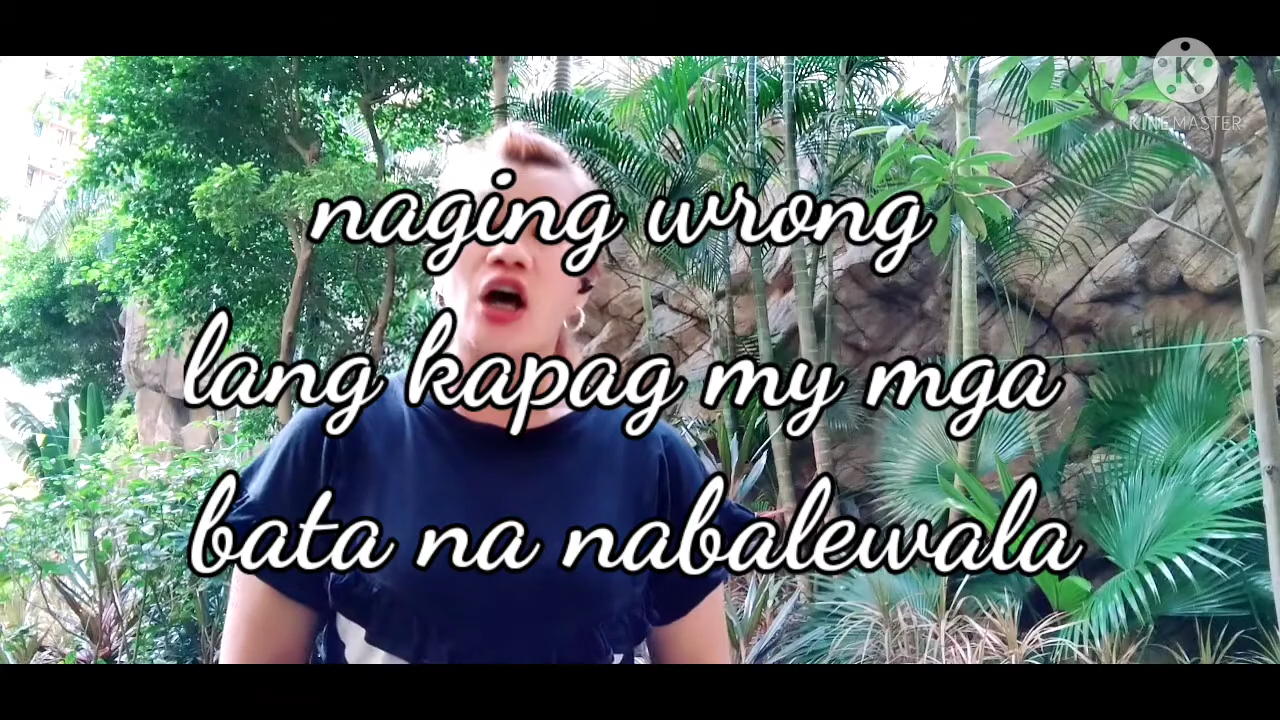 K
KINEMASTER
naging wrong
lang kapag my mga
bata na nabalewala